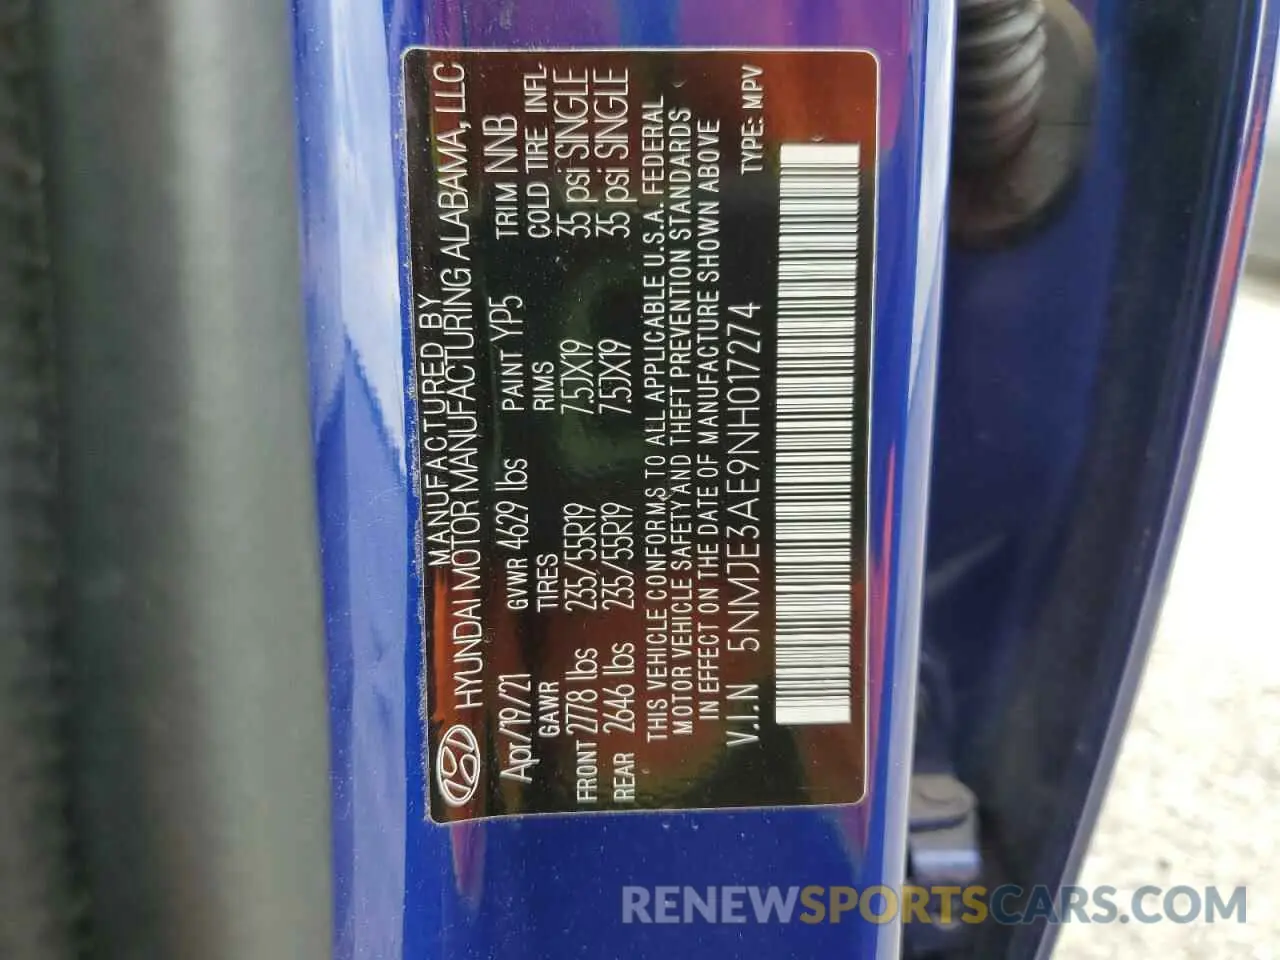 MANUFACTURED BY
HYUNDAI MOTOR MANUFACTURING ALABAMA, LLC
Apr/19/21 GVWR 4629 lbs PAINT YP5 TRIM NNB
GAWR TIRES RIMS COLD TIRE INFL-
FRONT 2778 lbs 235/55R19 7.5JX19 35 psi SINGLE
REAR 2646 lbs 235/55R19 7.5JX19 35 psi SINGLE
THIS VEHICLE CONFORMS TO ALL APPLICABLE U.S.A. FEDERAL
MOTOR VEHICLE SAFETY AND THEFT PREVENTION STANDARDS
IN EFFECT ON THE DATE OF MANUFACTURE SHOWN ABOVE
V.I.N 5NMJE3AE9NH017274 TYPE: MPV
RENEWSPORTSCARS.COM